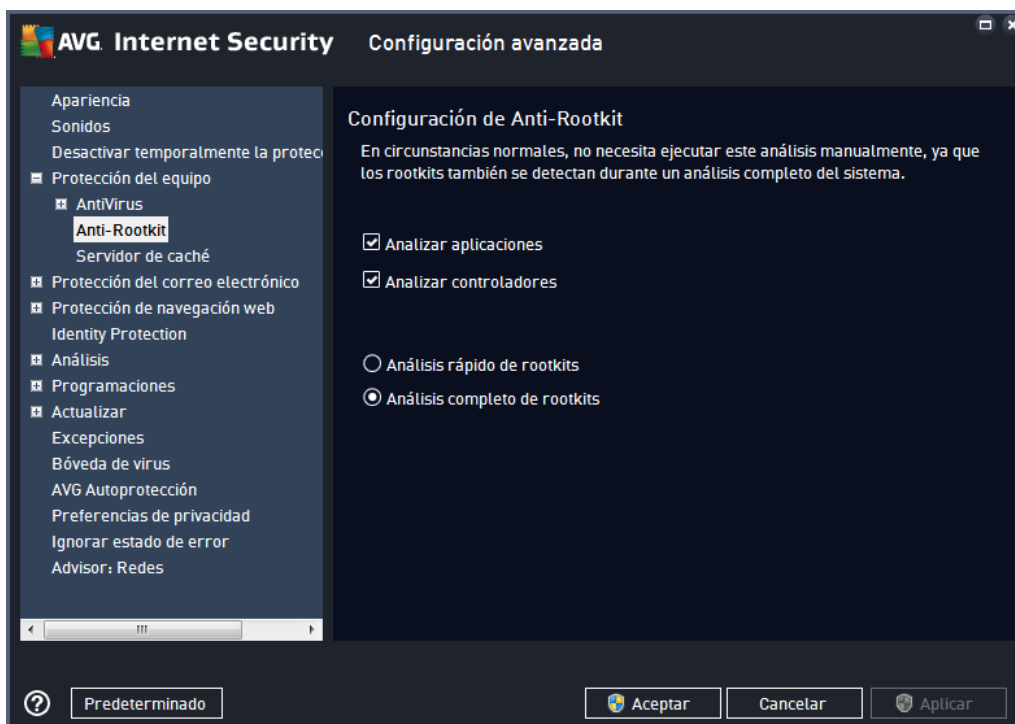 AVG. Internet Security Configuración avanzada
Apariencia
Sonidos
Desactivar temporalmente la protec
Protección del equipo
AntiVirus
Anti-Rootkit
Servidor de caché
Protección del correo electrónico
Protección de navegación web
Identity Protection
Análisis
Programaciones
Actualizar
Excepciones
Bóveda de virus
AVG Autoprotección
Preferencias de privacidad
Ignorar estado de error
Advisor: Redes
Configuración de Anti-Rootkit
En circunstancias normales, no necesita ejecutar este análisis manualmente, ya que
los rootkits también se detectan durante un análisis completo del sistema.
Analizar aplicaciones
Analizar controladores
Análisis rápido de rootkits
Análisis completo de rootkits
? Predeterminado Aceptar Cancelar Aplicar